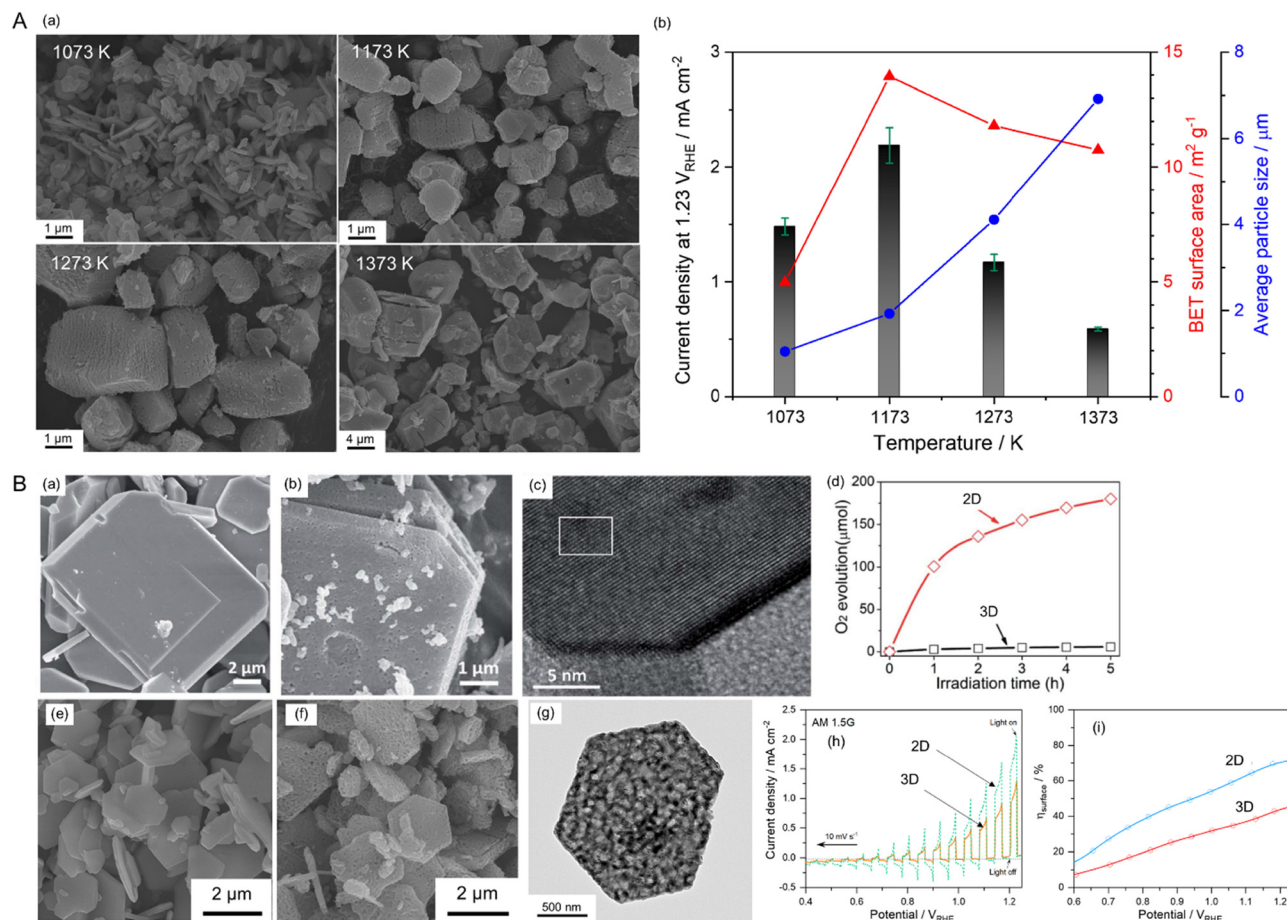 A
(a)
1073 K
1 μm
1173 K
1 μm
1273 K
1 μm
1373 K
4 μm
(b)
Current density at 1.23 V_RHE / mA cm⁻²
3
2
1
0
1073
1173
1273
1373
Temperature / K
15
10
5
0
BET surface area / m² g⁻¹
8
6
4
2
0
Average particle size / μm
B
(a)
2 μm
(b)
1 μm
(c)
5 nm
(d)
O₂ evolution(μmol)
200
150
100
50
0
2D
3D
0
1
2
3
4
5
Irradiation time (h)
(e)
2 μm
(f)
2 μm
(g)
500 nm
(h)
AM 1.5G
Current density / mA cm⁻²
2.5
2.0
1.5
1.0
0.5
0.0
-0.5
Light on
2D
3D
10 mV s⁻¹
Light off
0.4
0.6
0.8
1.0
1.2
Potential / V_RHE
(i)
η_surface / %
100
80
60
40
20
0
2D
3D
0.6
0.7
0.8
0.9
1.0
1.1
1.2
Potential / V_RHE